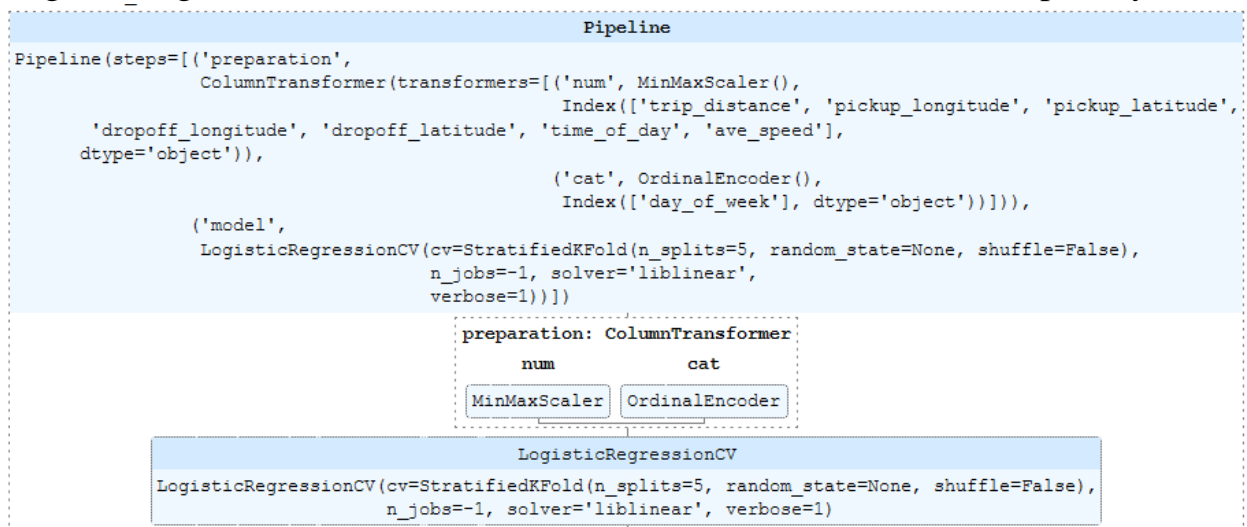 Pipeline
Pipeline(steps=[('preparation',
ColumnTransformer(transformers=[('num', MinMaxScaler(),
Index(['trip_distance', 'pickup_longitude', 'pickup_latitude',
'dropoff_longitude', 'dropoff_latitude', 'time_of_day', 'ave_speed'],
dtype='object')),
('cat', OrdinalEncoder(),
Index(['day_of_week'], dtype='object'))])),
('model',
LogisticRegressionCV(cv=StratifiedKFold(n_splits=5, random_state=None, shuffle=False),
n_jobs=-1, solver='liblinear',
verbose=1))])
preparation: ColumnTransformer
num cat
MinMaxScaler OrdinalEncoder
LogisticRegressionCV
LogisticRegressionCV(cv=StratifiedKFold(n_splits=5, random_state=None, shuffle=False),
n_jobs=-1, solver='liblinear', verbose=1)